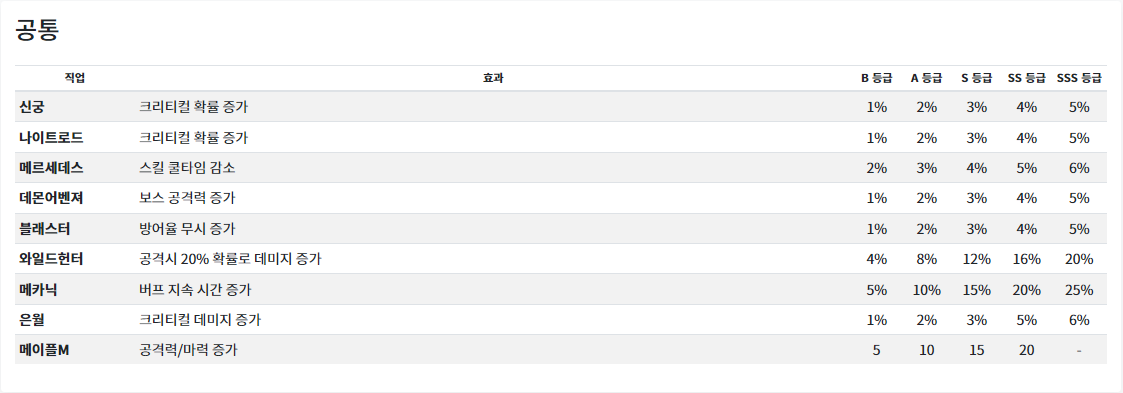 공통
직업 효과 B 등급 A 등급 S 등급 SS 등급 SSS 등급
신궁 크리티컬 확률 증가 1% 2% 3% 4% 5%
나이트로드 크리티컬 확률 증가 1% 2% 3% 4% 5%
메르세데스 스킬 쿨타임 감소 2% 3% 4% 5% 6%
데몬어벤져 보스 공격력 증가 1% 2% 3% 4% 5%
블래스터 방어율 무시 증가 1% 2% 3% 4% 5%
와일드헌터 공격시 20% 확률로 데미지 증가 4% 8% 12% 16% 20%
메카닉 버프 지속 시간 증가 5% 10% 15% 20% 25%
은월 크리티컬 데미지 증가 1% 2% 3% 5% 6%
메이플M 공격력/마력 증가 5 10 15 20 -